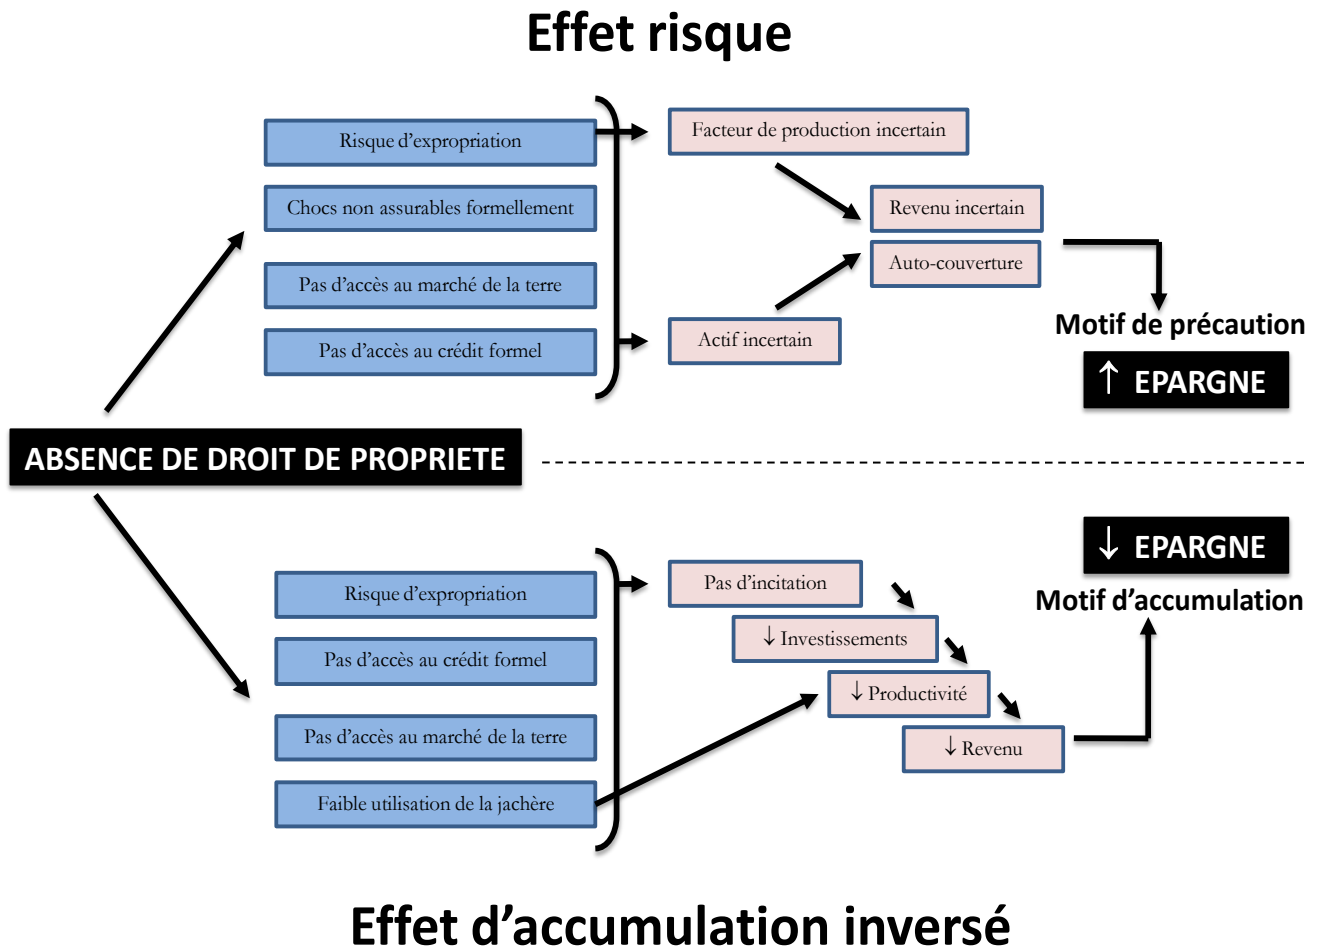 Effet risque
Risque d'expropriation
Chocs non assurables formellement
Pas d'accès au marché de la terre
Pas d'accès au crédit formel
Facteur de production incertain
Revenu incertain
Auto-couverture
Actif incertain
Motif de précaution
↑ EPARGNE
ABSENCE DE DROIT DE PROPRIETE
↓ EPARGNE
Motif d'accumulation
Risque d'expropriation
Pas d'accès au crédit formel
Pas d'accès au marché de la terre
Faible utilisation de la jachère
Pas d'incitation
↓ Investissements
↓ Productivité
↓ Revenu
Effet d'accumulation inversé